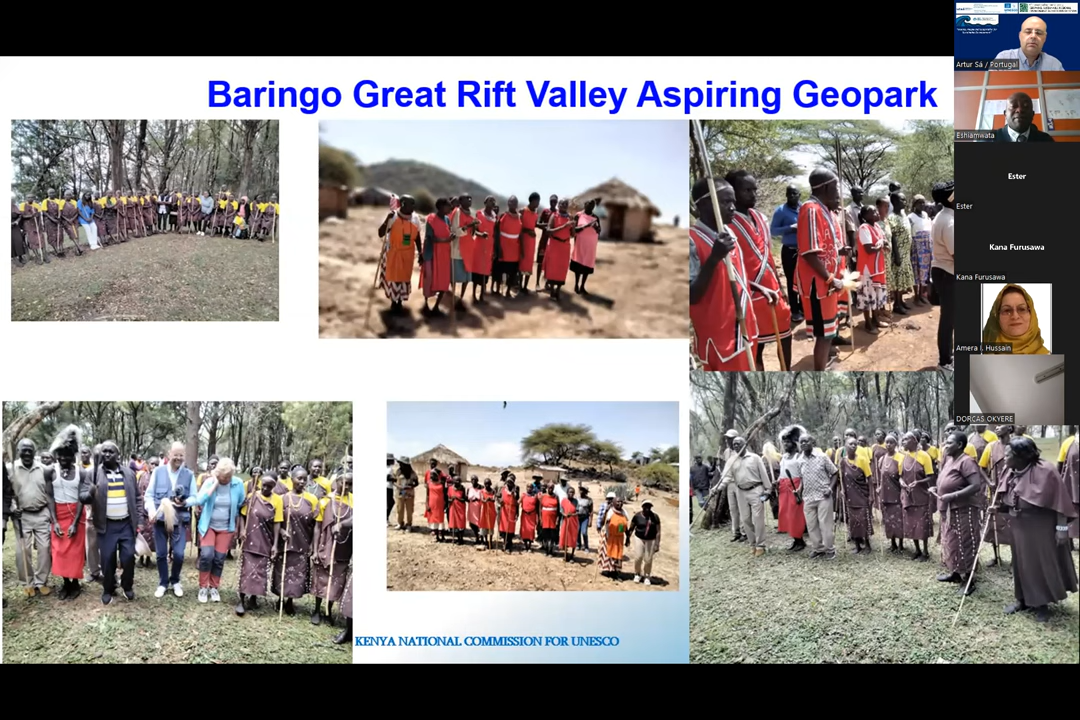 Baringo Great Rift Valley Aspiring Geopark
KENYA NATIONAL COMMISSION FOR UNESCO
Artur Sá / Portugal
Eshiamwata
Ester
Ester
Kana Furusawa
Kana Furusawa
Amera I. Hussain
DORCAS OKYERE